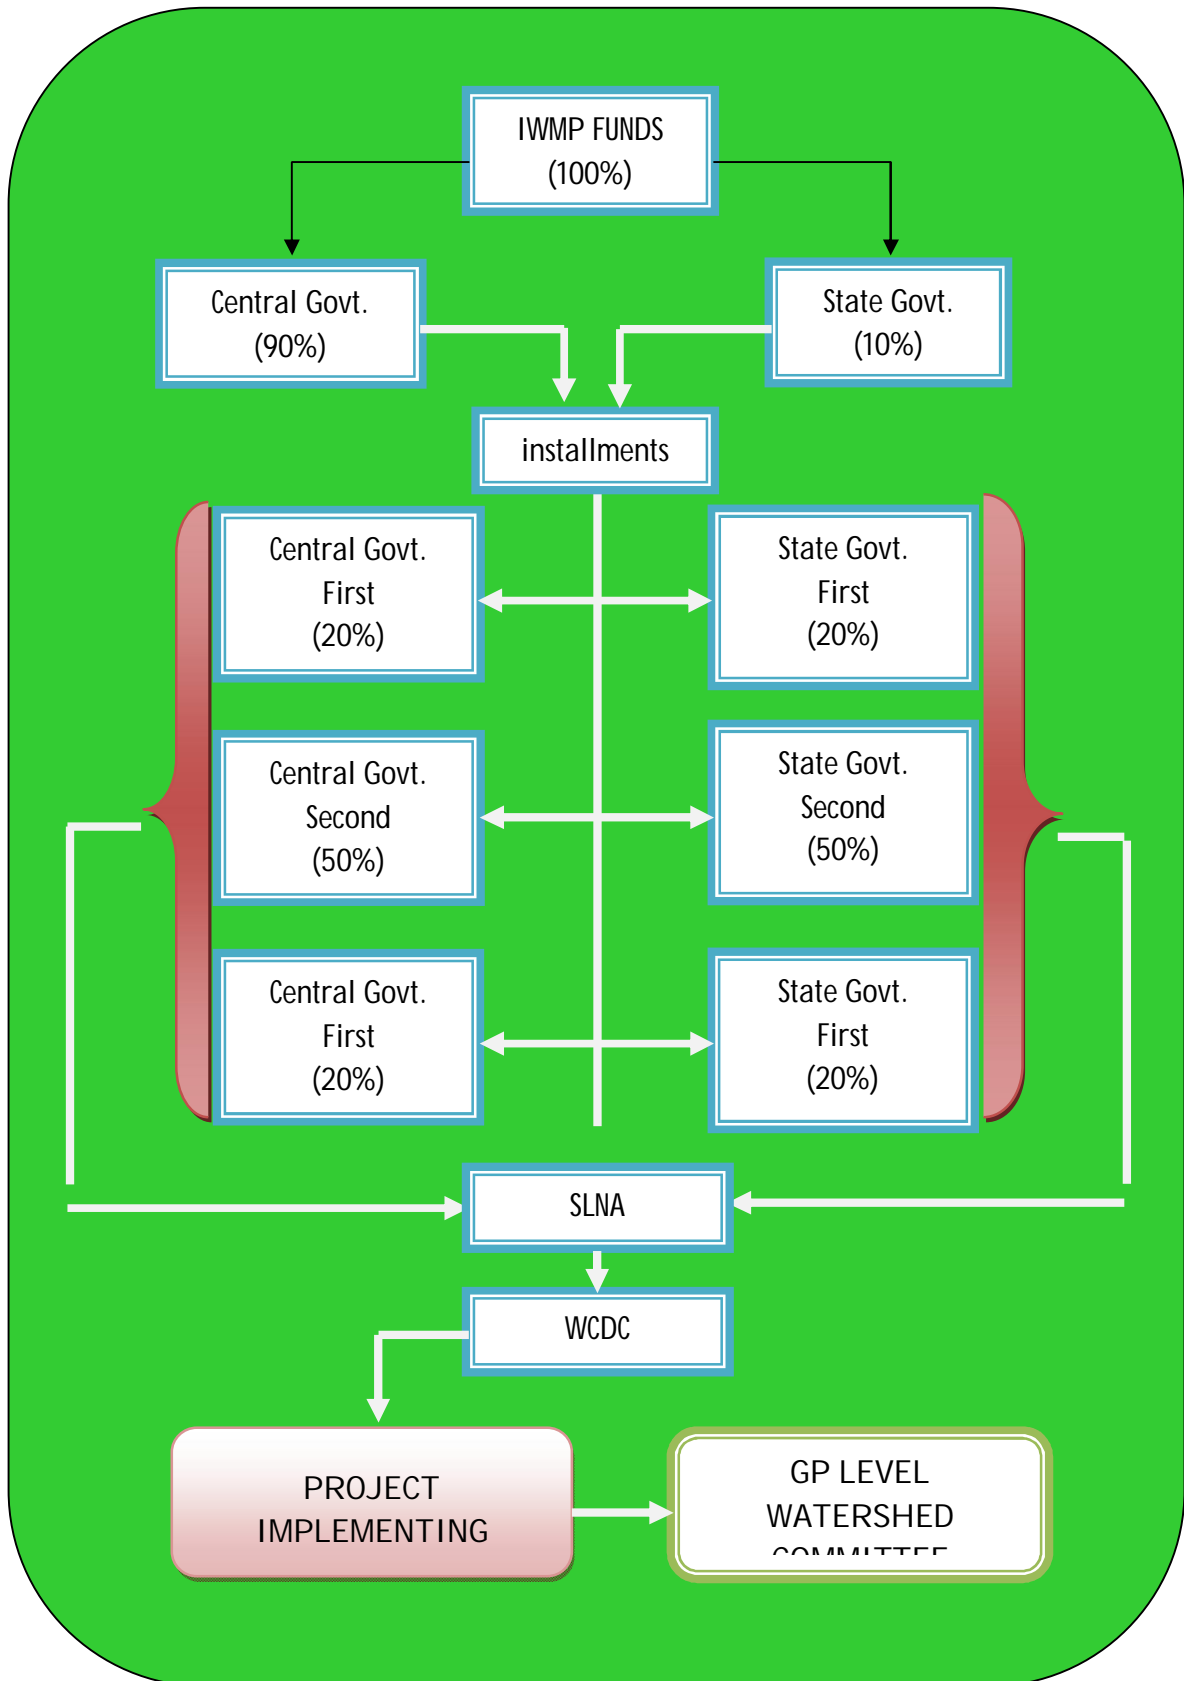 IWMP FUNDS
(100%)
Central Govt.
(90%)
State Govt.
(10%)
installments
Central Govt.
First
(20%)
State Govt.
First
(20%)
Central Govt.
Second
(50%)
State Govt.
Second
(50%)
Central Govt.
First
(20%)
State Govt.
First
(20%)
SLNA
WCDC
PROJECT
IMPLEMENTING
GP LEVEL
WATERSHED
COMMITTEE